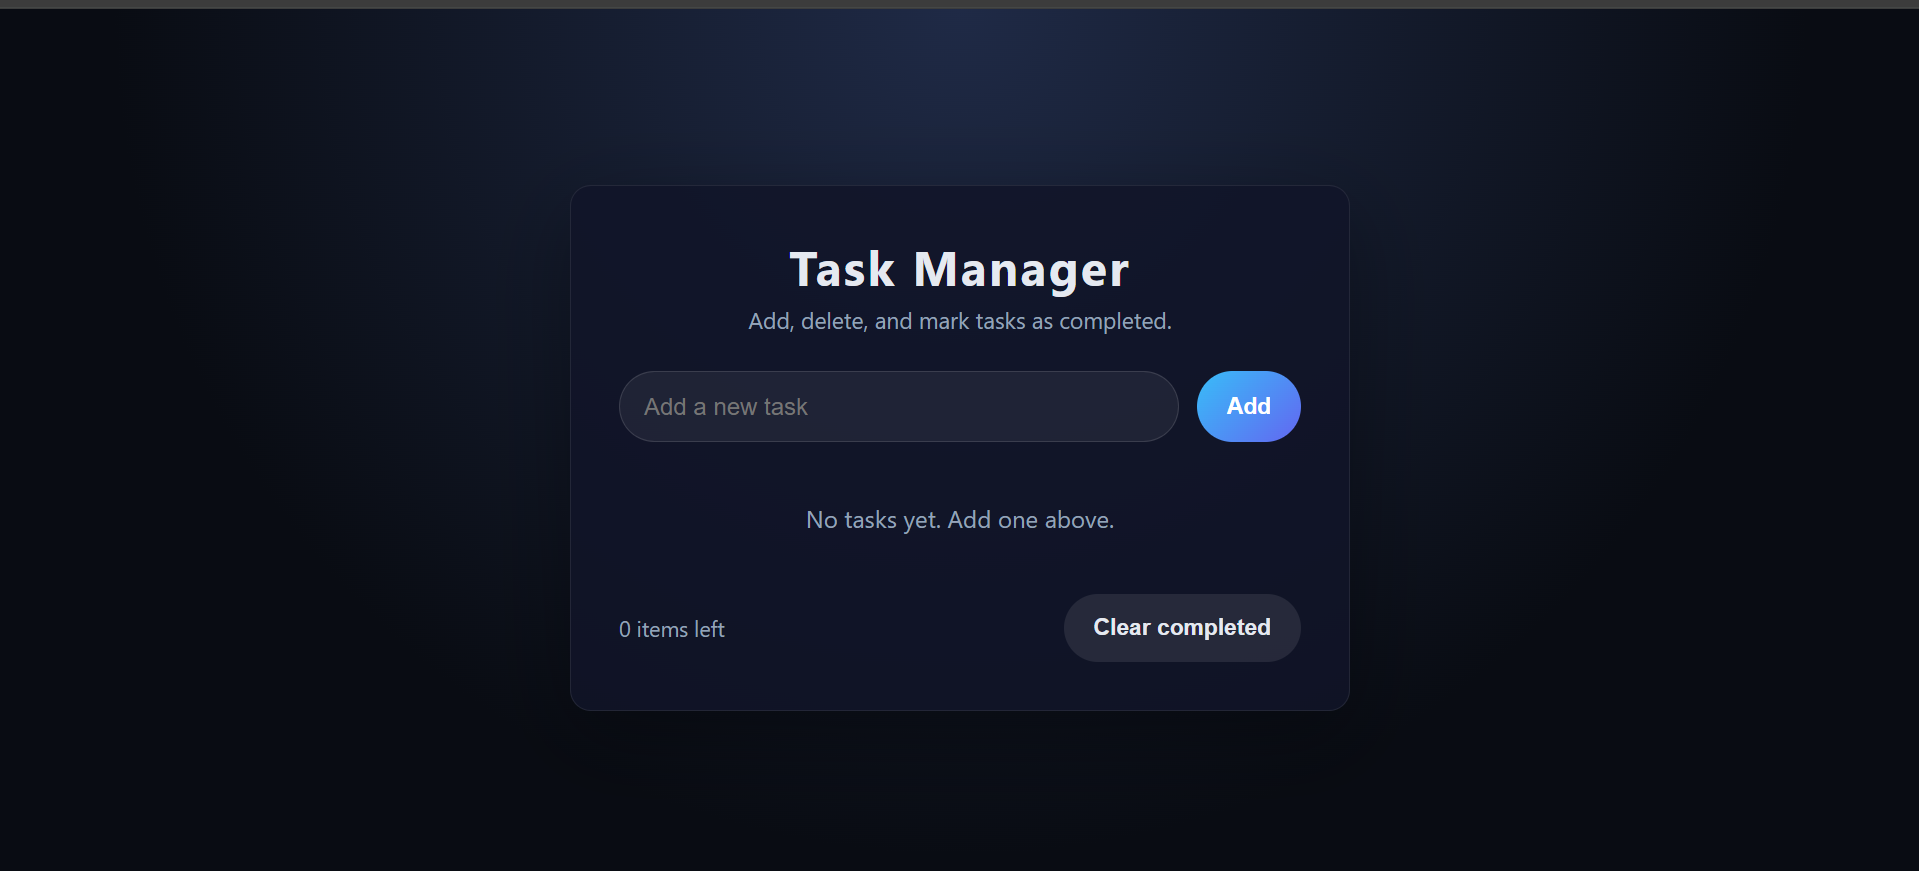 Task Manager
Add, delete, and mark tasks as completed.
Add a new task
Add
No tasks yet. Add one above.
0 items left
Clear completed